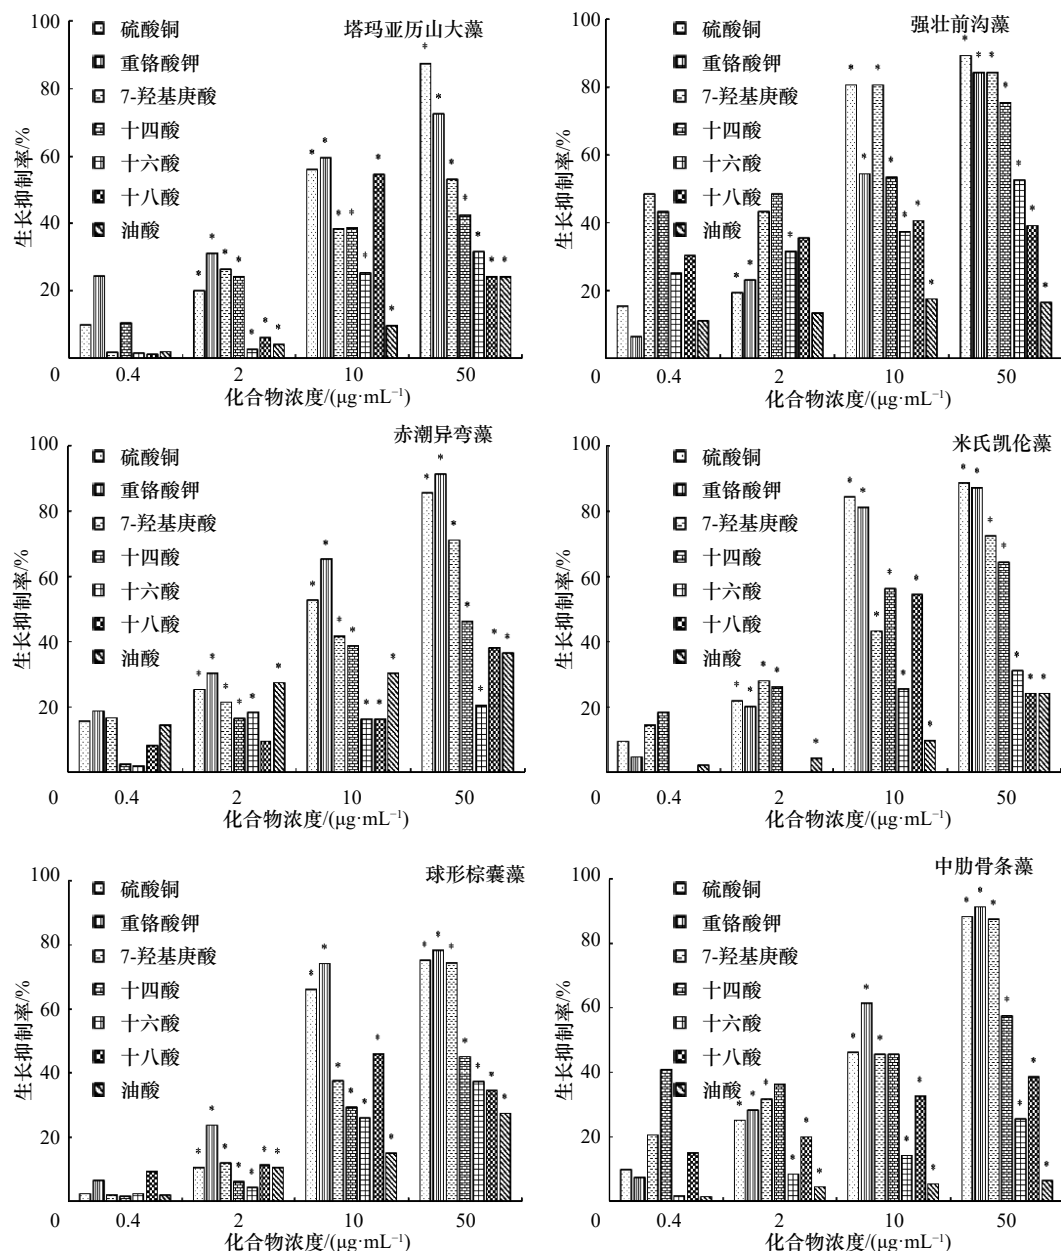 塔玛亚历山大藻
100
80
60
40
20
0
生长抑制率/%
硫酸铜
重铬酸钾
7-羟基庚酸
十四酸
十六酸
十八酸
油酸
0.4
2
10
50
化合物浓度/(μg·mL⁻¹)
强壮前沟藻
100
80
60
40
20
0
生长抑制率/%
硫酸铜
重铬酸钾
7-羟基庚酸
十四酸
十六酸
十八酸
油酸
0.4
2
10
50
化合物浓度/(μg·mL⁻¹)
赤潮异弯藻
100
80
60
40
20
0
生长抑制率/%
硫酸铜
重铬酸钾
7-羟基庚酸
十四酸
十六酸
十八酸
油酸
0.4
2
10
50
化合物浓度/(μg·mL⁻¹)
米氏凯伦藻
100
80
60
40
20
0
生长抑制率/%
硫酸铜
重铬酸钾
7-羟基庚酸
十四酸
十六酸
十八酸
油酸
0.4
2
10
50
化合物浓度/(μg·mL⁻¹)
球形棕囊藻
100
80
60
40
20
0
生长抑制率/%
硫酸铜
重铬酸钾
7-羟基庚酸
十四酸
十六酸
十八酸
油酸
0.4
2
10
50
化合物浓度/(μg·mL⁻¹)
中肋骨条藻
100
80
60
40
20
0
生长抑制率/%
硫酸铜
重铬酸钾
7-羟基庚酸
十四酸
十六酸
十八酸
油酸
0.4
2
10
50
化合物浓度/(μg·mL⁻¹)